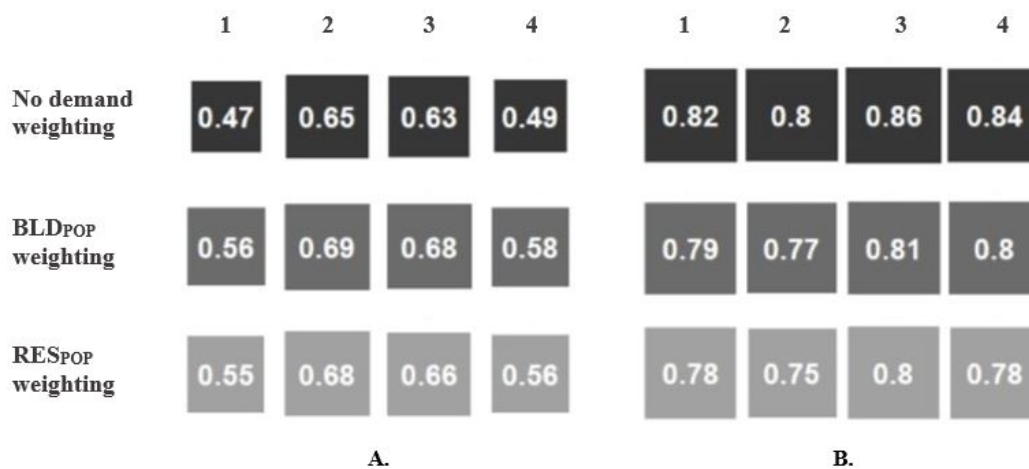 1 2 3 4 1 2 3 4
No demand
weighting
0.47 0.65 0.63 0.49 0.82 0.8 0.86 0.84
BLDPOP
weighting
0.56 0.69 0.68 0.58 0.79 0.77 0.81 0.8
RESPOP
weighting
0.55 0.68 0.66 0.56 0.78 0.75 0.8 0.78
A. B.